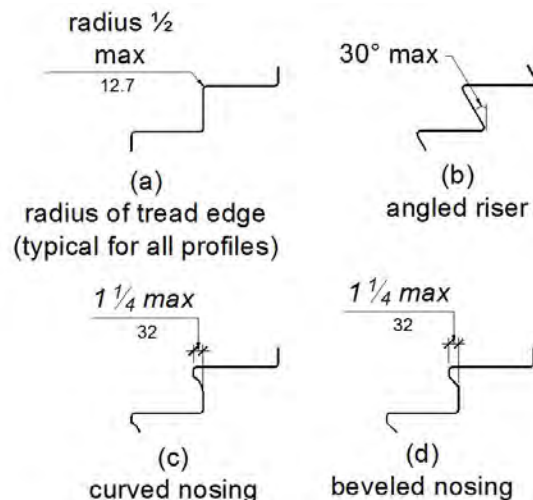 radius ½
max
12.7
(a)
radius of tread edge
(typical for all profiles)
30° max
(b)
angled riser
1 ¼ max
32
(c)
curved nosing
1 ¼ max
32
(d)
beveled nosing